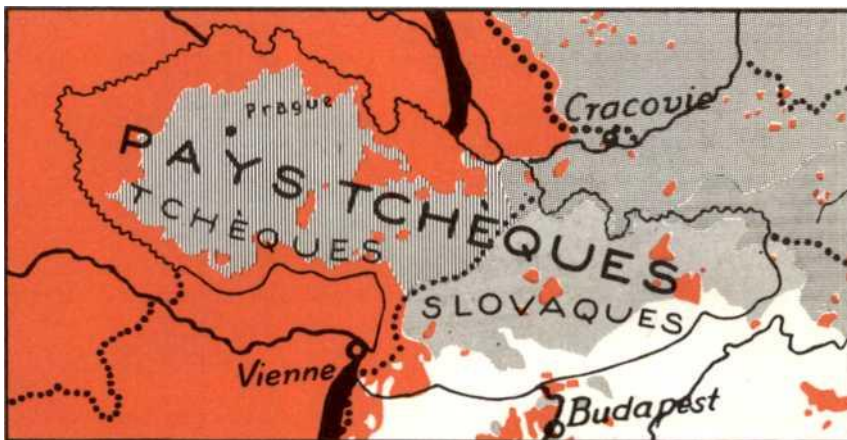 Prague
Cracovie
PAYS TCHÈQUES
TCHÈQUES
SLOVAQUES
Vienne
Budapest